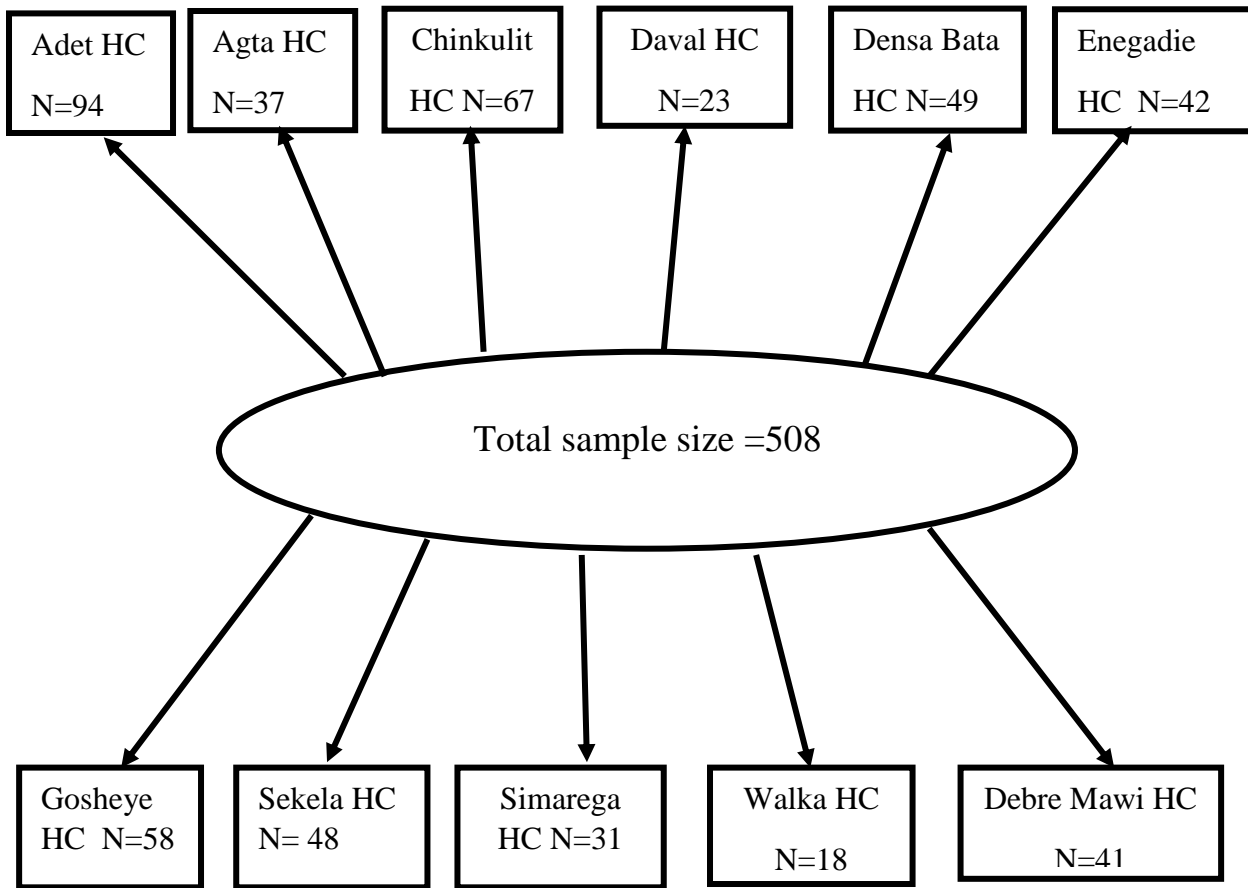 Adet HC
N=94
Agta HC
N=37
Chinkulit
HC N=67
Daval HC
N=23
Densa Bata
HC N=49
Enegadie
HC N=42
Total sample size =508
Gosheye
HC N=58
Sekela HC
N= 48
Simarega
HC N=31
Walka HC
N=18
Debre Mawi HC
N=41